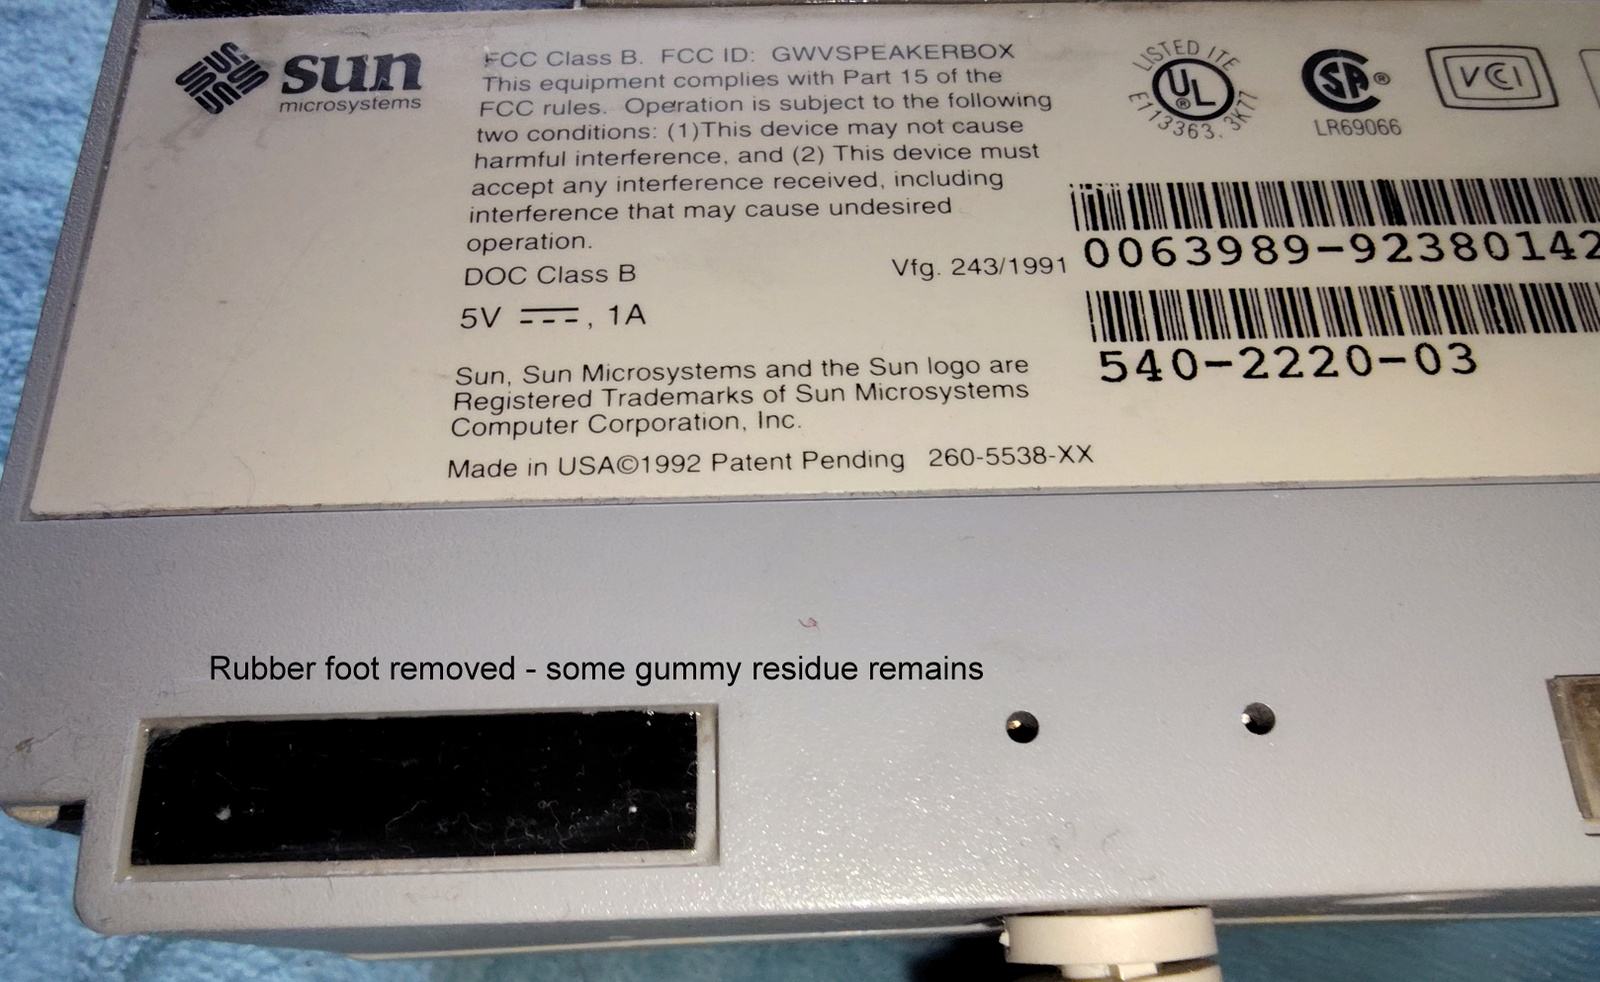 sun
microsystems
FCC Class B. FCC ID: GWVSPEAKERBOX
This equipment complies with Part 15 of the
FCC rules. Operation is subject to the following
two conditions: (1)This device may not cause
harmful interference, and (2) This device must
accept any interference received, including
interference that may cause undesired
operation.
DOC Class B
Vfg. 243/1991
5V , 1A
Sun, Sun Microsystems and the Sun logo are
Registered Trademarks of Sun Microsystems
Computer Corporation, Inc.
Made in USA©1992 Patent Pending 260-5538-XX
LISTED ITE
UL
®
E113363. 3K77
SA ®
LR69066
VCI
0063989-92380142
540-2220-03
Rubber foot removed - some gummy residue remains